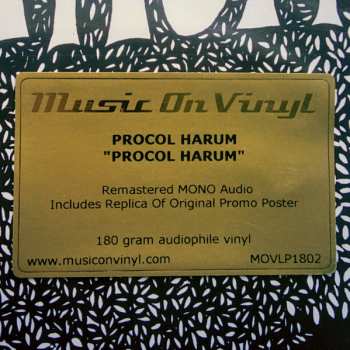 Music On Vinyl
PROCOL HARUM
"PROCOL HARUM"
Remastered MONO Audio
Includes Replica Of Original Promo Poster
180 gram audiophile vinyl
www.musiconvinyl.com MOVLP1802